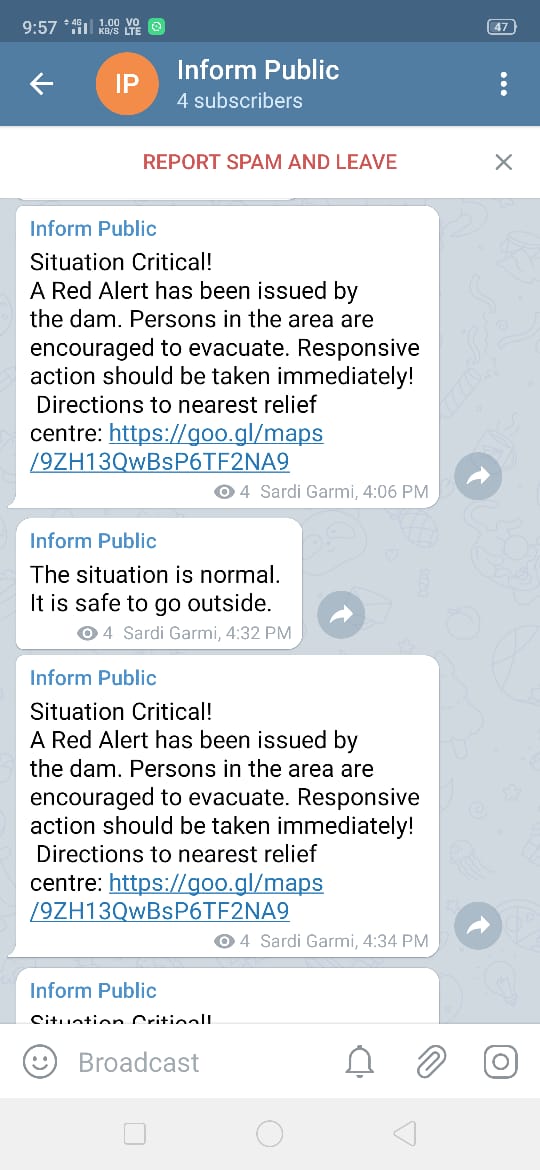 9:57 4G 1.00 KB/S VO LTE 47
IP
Inform Public
4 subscribers
REPORT SPAM AND LEAVE
Inform Public
Situation Critical!
A Red Alert has been issued by
the dam. Persons in the area are
encouraged to evacuate. Responsive
action should be taken immediately!
Directions to nearest relief
centre: https://goo.gl/maps
/9ZH13QwBsP6TF2NA9
4 Sardi Garmi, 4:06 PM
Inform Public
The situation is normal.
It is safe to go outside.
4 Sardi Garmi, 4:32 PM
Inform Public
Situation Critical!
A Red Alert has been issued by
the dam. Persons in the area are
encouraged to evacuate. Responsive
action should be taken immediately!
Directions to nearest relief
centre: https://goo.gl/maps
/9ZH13QwBsP6TF2NA9
4 Sardi Garmi, 4:34 PM
Inform Public
Situation Critical!
Broadcast